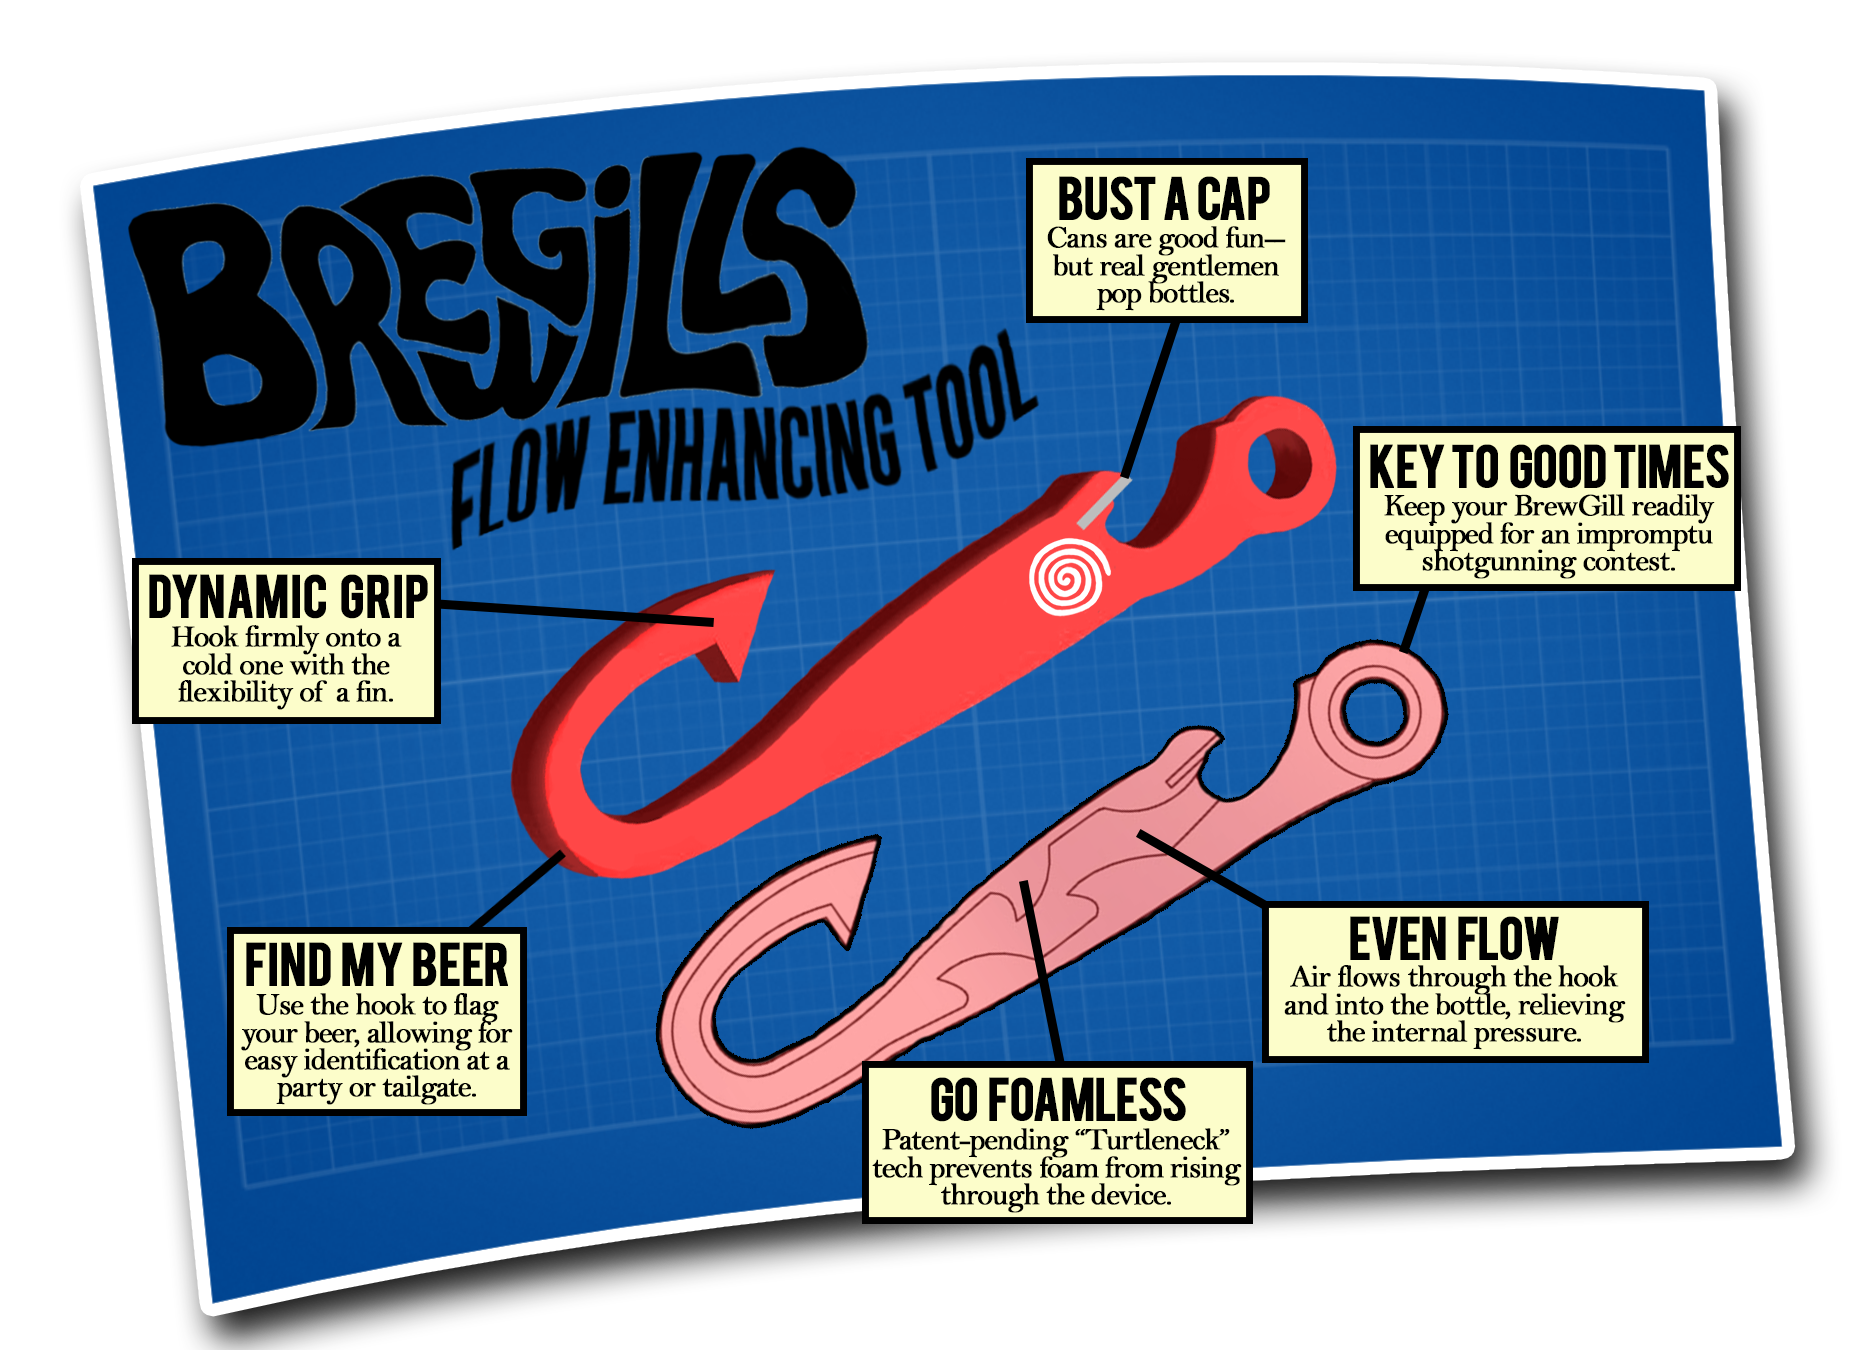 BREWGiLLS
FLOW ENHANCING TOOL
BUST A CAP
Cans are good fun—
but real gentlemen
pop bottles.
KEY TO GOOD TIMES
Keep your BrewGill readily
equipped for an impromptu
shotgunning contest.
DYNAMIC GRIP
Hook firmly onto a
cold one with the
flexibility of a fin.
FIND MY BEER
Use the hook to flag
your beer, allowing for
easy identification at a
party or tailgate.
EVEN FLOW
Air flows through the hook
and into the bottle, relieving
the internal pressure.
GO FOAMLESS
Patent-pending “Turtleneck”
tech prevents foam from rising
through the device.